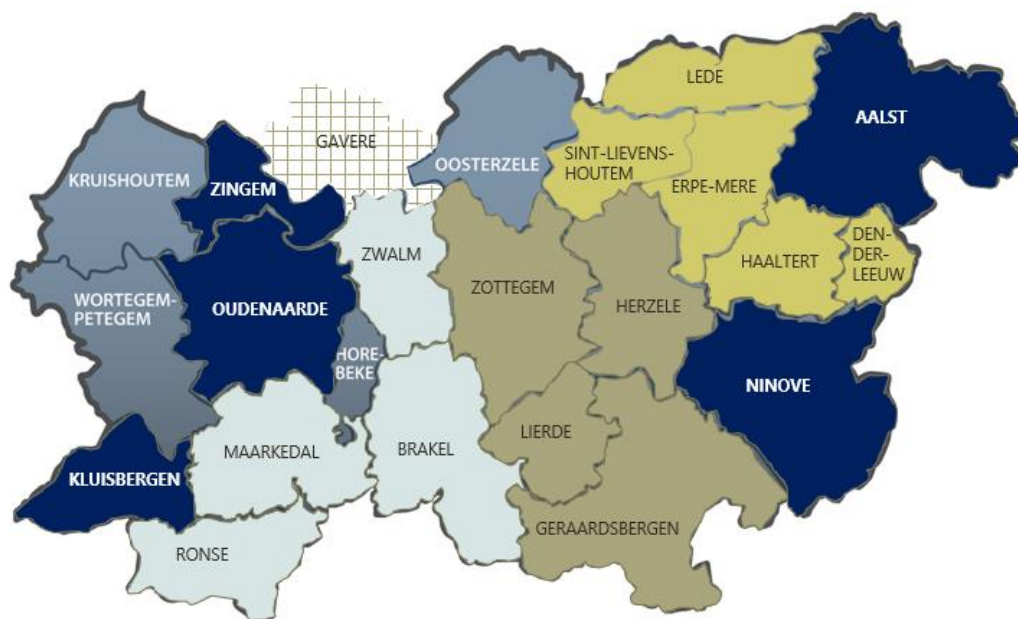 LEDE
AALST
GAVERE
OOSTERZELE
SINT-LIEVENS-
HOUTEM
KRUISHOUTEM
ZINGEM
ERPE-MERE
ZWALM
HAALTERT
DEN-
DER-
LEEUW
WORTEGEM-
PETEGEM
OUDENAARDE
ZOTTEGEM
HERZELE
HORE-
BEKE
NINOVE
LIERDE
MAARKEDAL
BRAKEL
KLUISBERGEN
GERAARDSBERGEN
RONSE